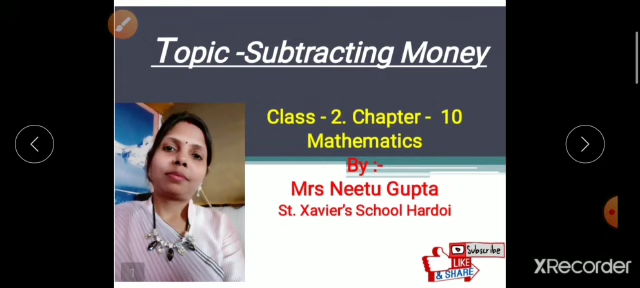 Topic -Subtracting Money
Class - 2. Chapter - 10
Mathematics
By :-
Mrs Neetu Gupta
St. Xavier's School Hardoi
Subscribe
LIKE
& SHARE
XRecorder